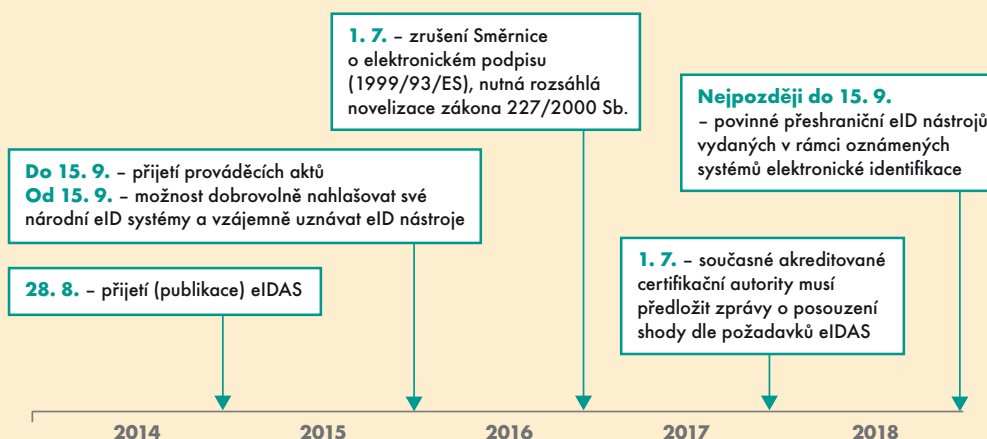 1. 7. – zrušení Směrnice
o elektronickém podpisu
(1999/93/ES), nutná rozsáhlá
novelizace zákona 227/2000 Sb.
Nejpozději do 15. 9.
– povinné přeshraniční eID nástrojů
vydaných v rámci oznámených
systémů elektronické identifikace
Do 15. 9. – přijetí prováděcích aktů
Od 15. 9. – možnost dobrovolně nahlašovat své
národní eID systémy a vzájemně uznávat eID nástroje
28. 8. – přijetí (publikace) eIDAS
1. 7. – současné akreditované
certifikační autority musí
předložit zprávy o posouzení
shody dle požadavků eIDAS
2014 2015 2016 2017 2018